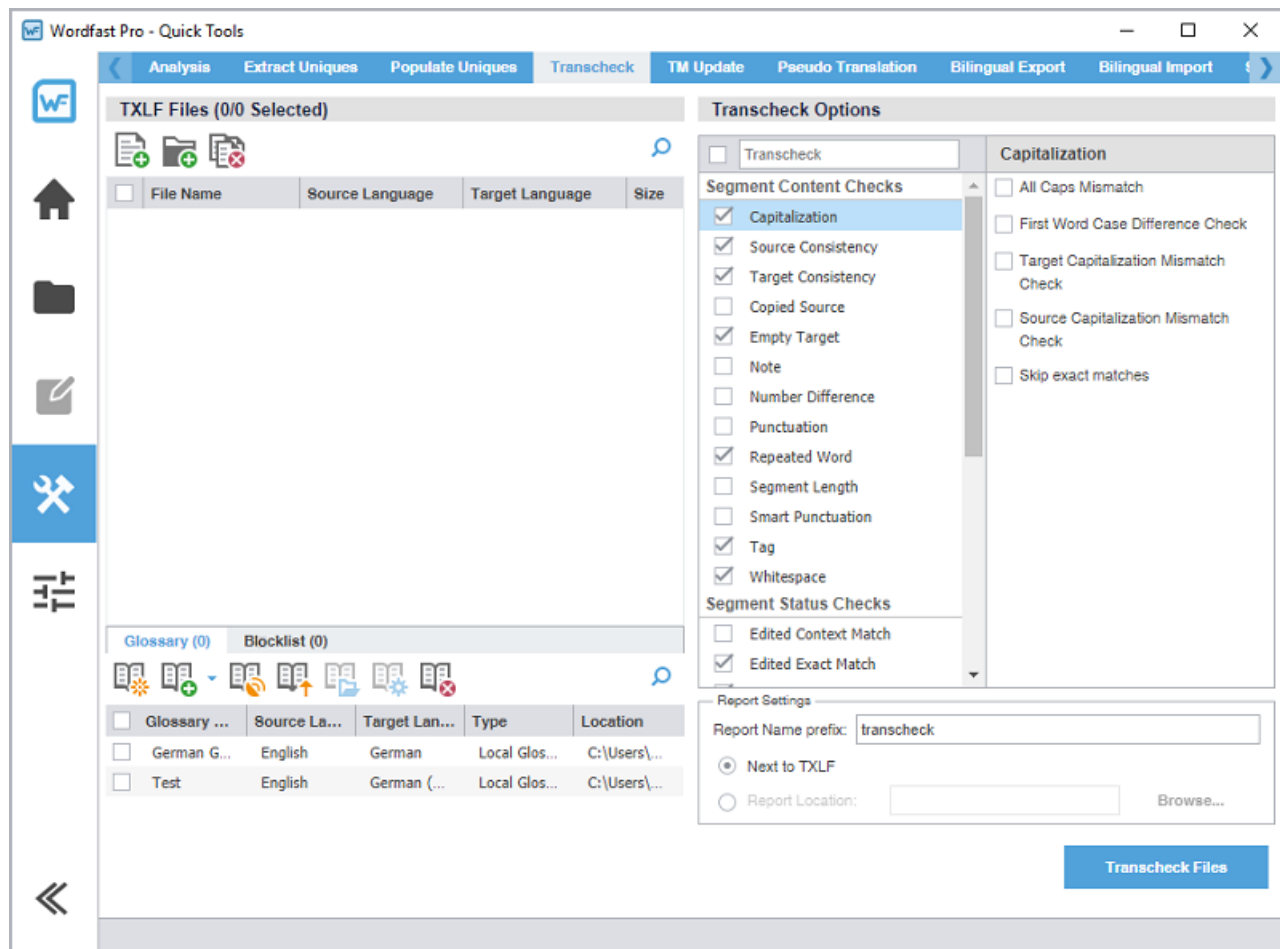 Wordfast Pro - Quick Tools
Analysis Extract Uniques Populate Uniques Transcheck TM Update Pseudo Translation Bilingual Export Bilingual Import
WF
TXLF Files (0/0 Selected)
File Name Source Language Target Language Size
Glossary (0) Blocklist (0)
Glossary ... Source La... Target Lan... Type Location
German G... English German Local Glos... C:\Users\...
Test English German (... Local Glos... C:\Users\...
Transcheck Options
Transcheck
Segment Content Checks
Capitalization
Source Consistency
Target Consistency
Copied Source
Empty Target
Note
Number Difference
Punctuation
Repeated Word
Segment Length
Smart Punctuation
Tag
Whitespace
Segment Status Checks
Edited Context Match
Edited Exact Match
Capitalization
All Caps Mismatch
First Word Case Difference Check
Target Capitalization Mismatch
Check
Source Capitalization Mismatch
Check
Skip exact matches
Report Settings
Report Name prefix: transcheck
Next to TXLF
Report Location: Browse...
Transcheck Files